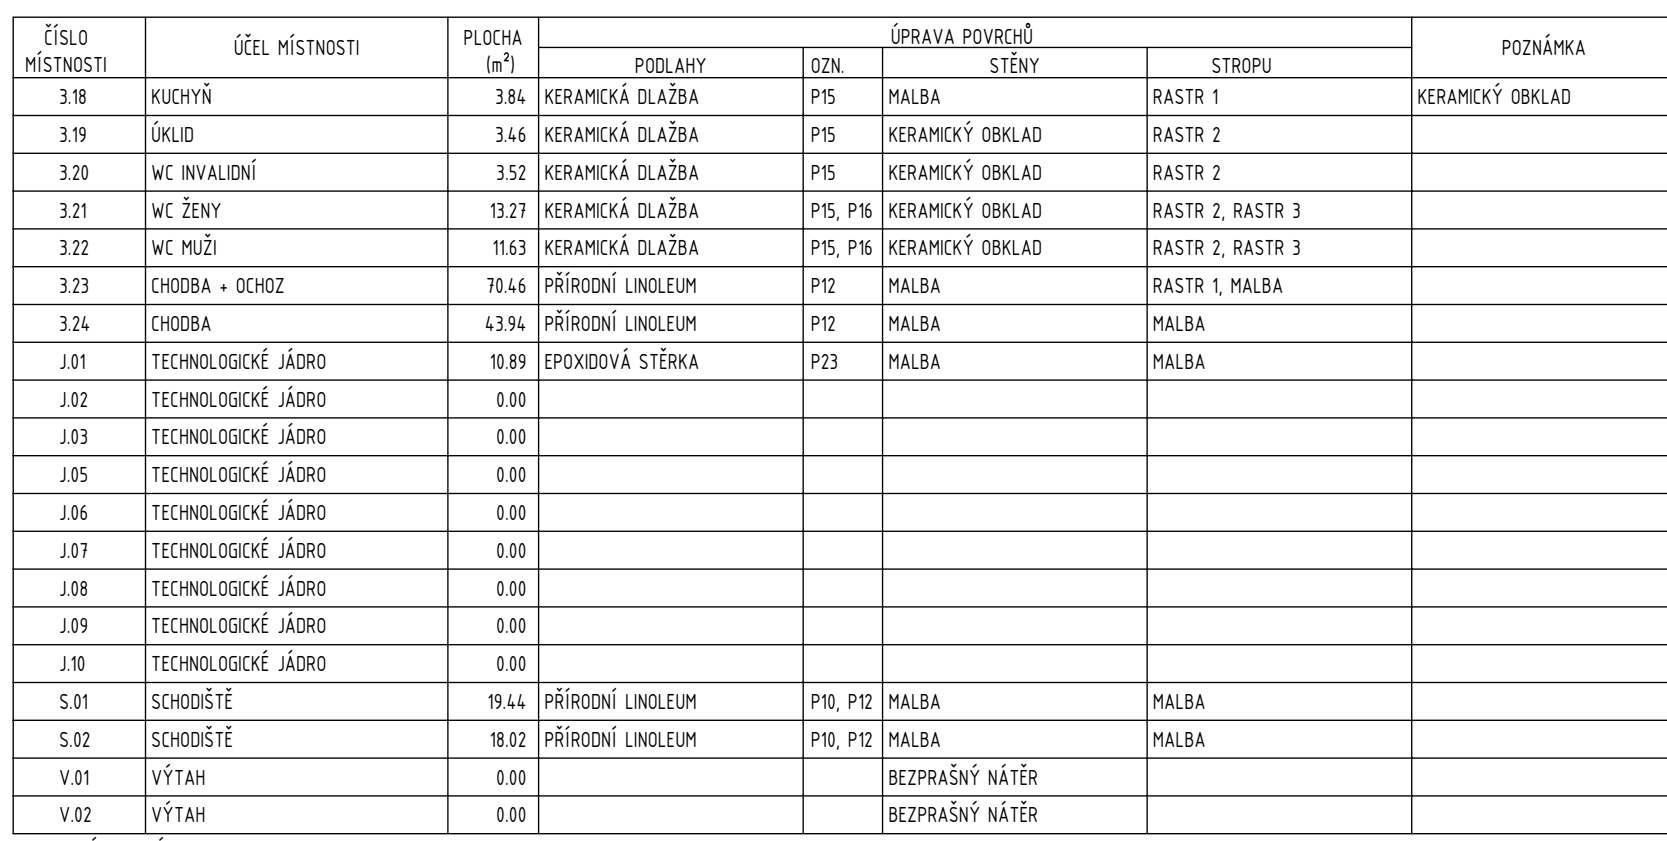 ČÍSLO MÍSTNOSTI ÚČEL MÍSTNOSTI PLOCHA (m²) ÚPRAVA POVRCHŮ POZNÁMKA
PODLAHY OZN. STĚNY STROPU
3.18 KUCHYŇ 3.84 KERAMICKÁ DLAŽBA P15 MALBA RASTR 1 KERAMICKÝ OBKLAD
3.19 ÚKLID 3.46 KERAMICKÁ DLAŽBA P15 KERAMICKÝ OBKLAD RASTR 2
3.20 WC INVALIDNÍ 3.52 KERAMICKÁ DLAŽBA P15 KERAMICKÝ OBKLAD RASTR 2
3.21 WC ŽENY 13.27 KERAMICKÁ DLAŽBA P15, P16 KERAMICKÝ OBKLAD RASTR 2, RASTR 3
3.22 WC MUŽI 11.63 KERAMICKÁ DLAŽBA P15, P16 KERAMICKÝ OBKLAD RASTR 2, RASTR 3
3.23 CHODBA + OCHOZ 70.46 PŘÍRODNÍ LINOLEUM P12 MALBA RASTR 1, MALBA
3.24 CHODBA 43.94 PŘÍRODNÍ LINOLEUM P12 MALBA MALBA
J.01 TECHNOLOGICKÉ JÁDRO 10.89 EPOXIDOVÁ STĚRKA P23 MALBA MALBA
J.02 TECHNOLOGICKÉ JÁDRO 0.00
J.03 TECHNOLOGICKÉ JÁDRO 0.00
J.05 TECHNOLOGICKÉ JÁDRO 0.00
J.06 TECHNOLOGICKÉ JÁDRO 0.00
J.07 TECHNOLOGICKÉ JÁDRO 0.00
J.08 TECHNOLOGICKÉ JÁDRO 0.00
J.09 TECHNOLOGICKÉ JÁDRO 0.00
J.10 TECHNOLOGICKÉ JÁDRO 0.00
S.01 SCHODIŠTĚ 19.44 PŘÍRODNÍ LINOLEUM P10, P12 MALBA MALBA
S.02 SCHODIŠTĚ 18.02 PŘÍRODNÍ LINOLEUM P10, P12 MALBA MALBA
V.01 VÝTAH 0.00 BEZPRAŠNÝ NÁTĚR
V.02 VÝTAH 0.00 BEZPRAŠNÝ NÁTĚR